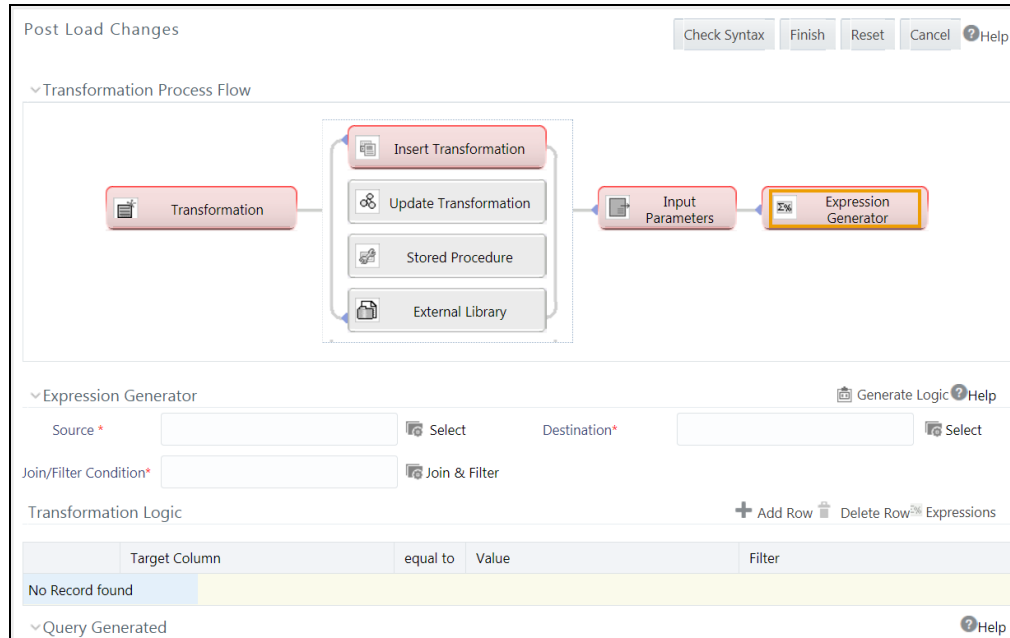 Post Load Changes
Check Syntax Finish Reset Cancel ? Help
Transformation Process Flow
Transformation
Insert Transformation
Update Transformation
Stored Procedure
External Library
Input
Parameters
Σ% Expression
Generator
Expression Generator
Generate Logic ? Help
Source * Select Destination* Select
Join/Filter Condition* Join & Filter
Transformation Logic
Add Row Delete Row Σ% Expressions
Target Column equal to Value Filter
No Record found
Query Generated ? Help